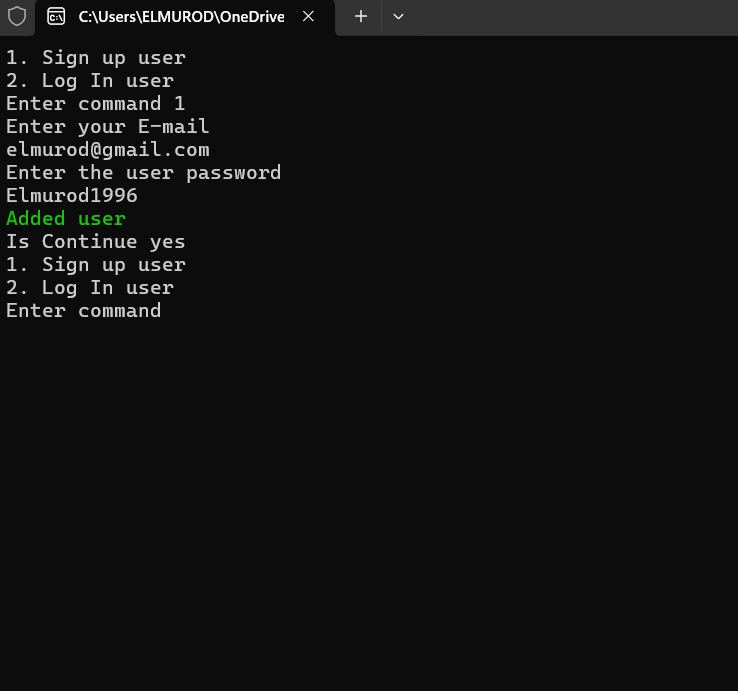 C:\Users\ELMUROD\OneDrive
1. Sign up user
2. Log In user
Enter command 1
Enter your E-mail
elmurod@gmail.com
Enter the user password
Elmurod1996
Added user
Is Continue yes
1. Sign up user
2. Log In user
Enter command